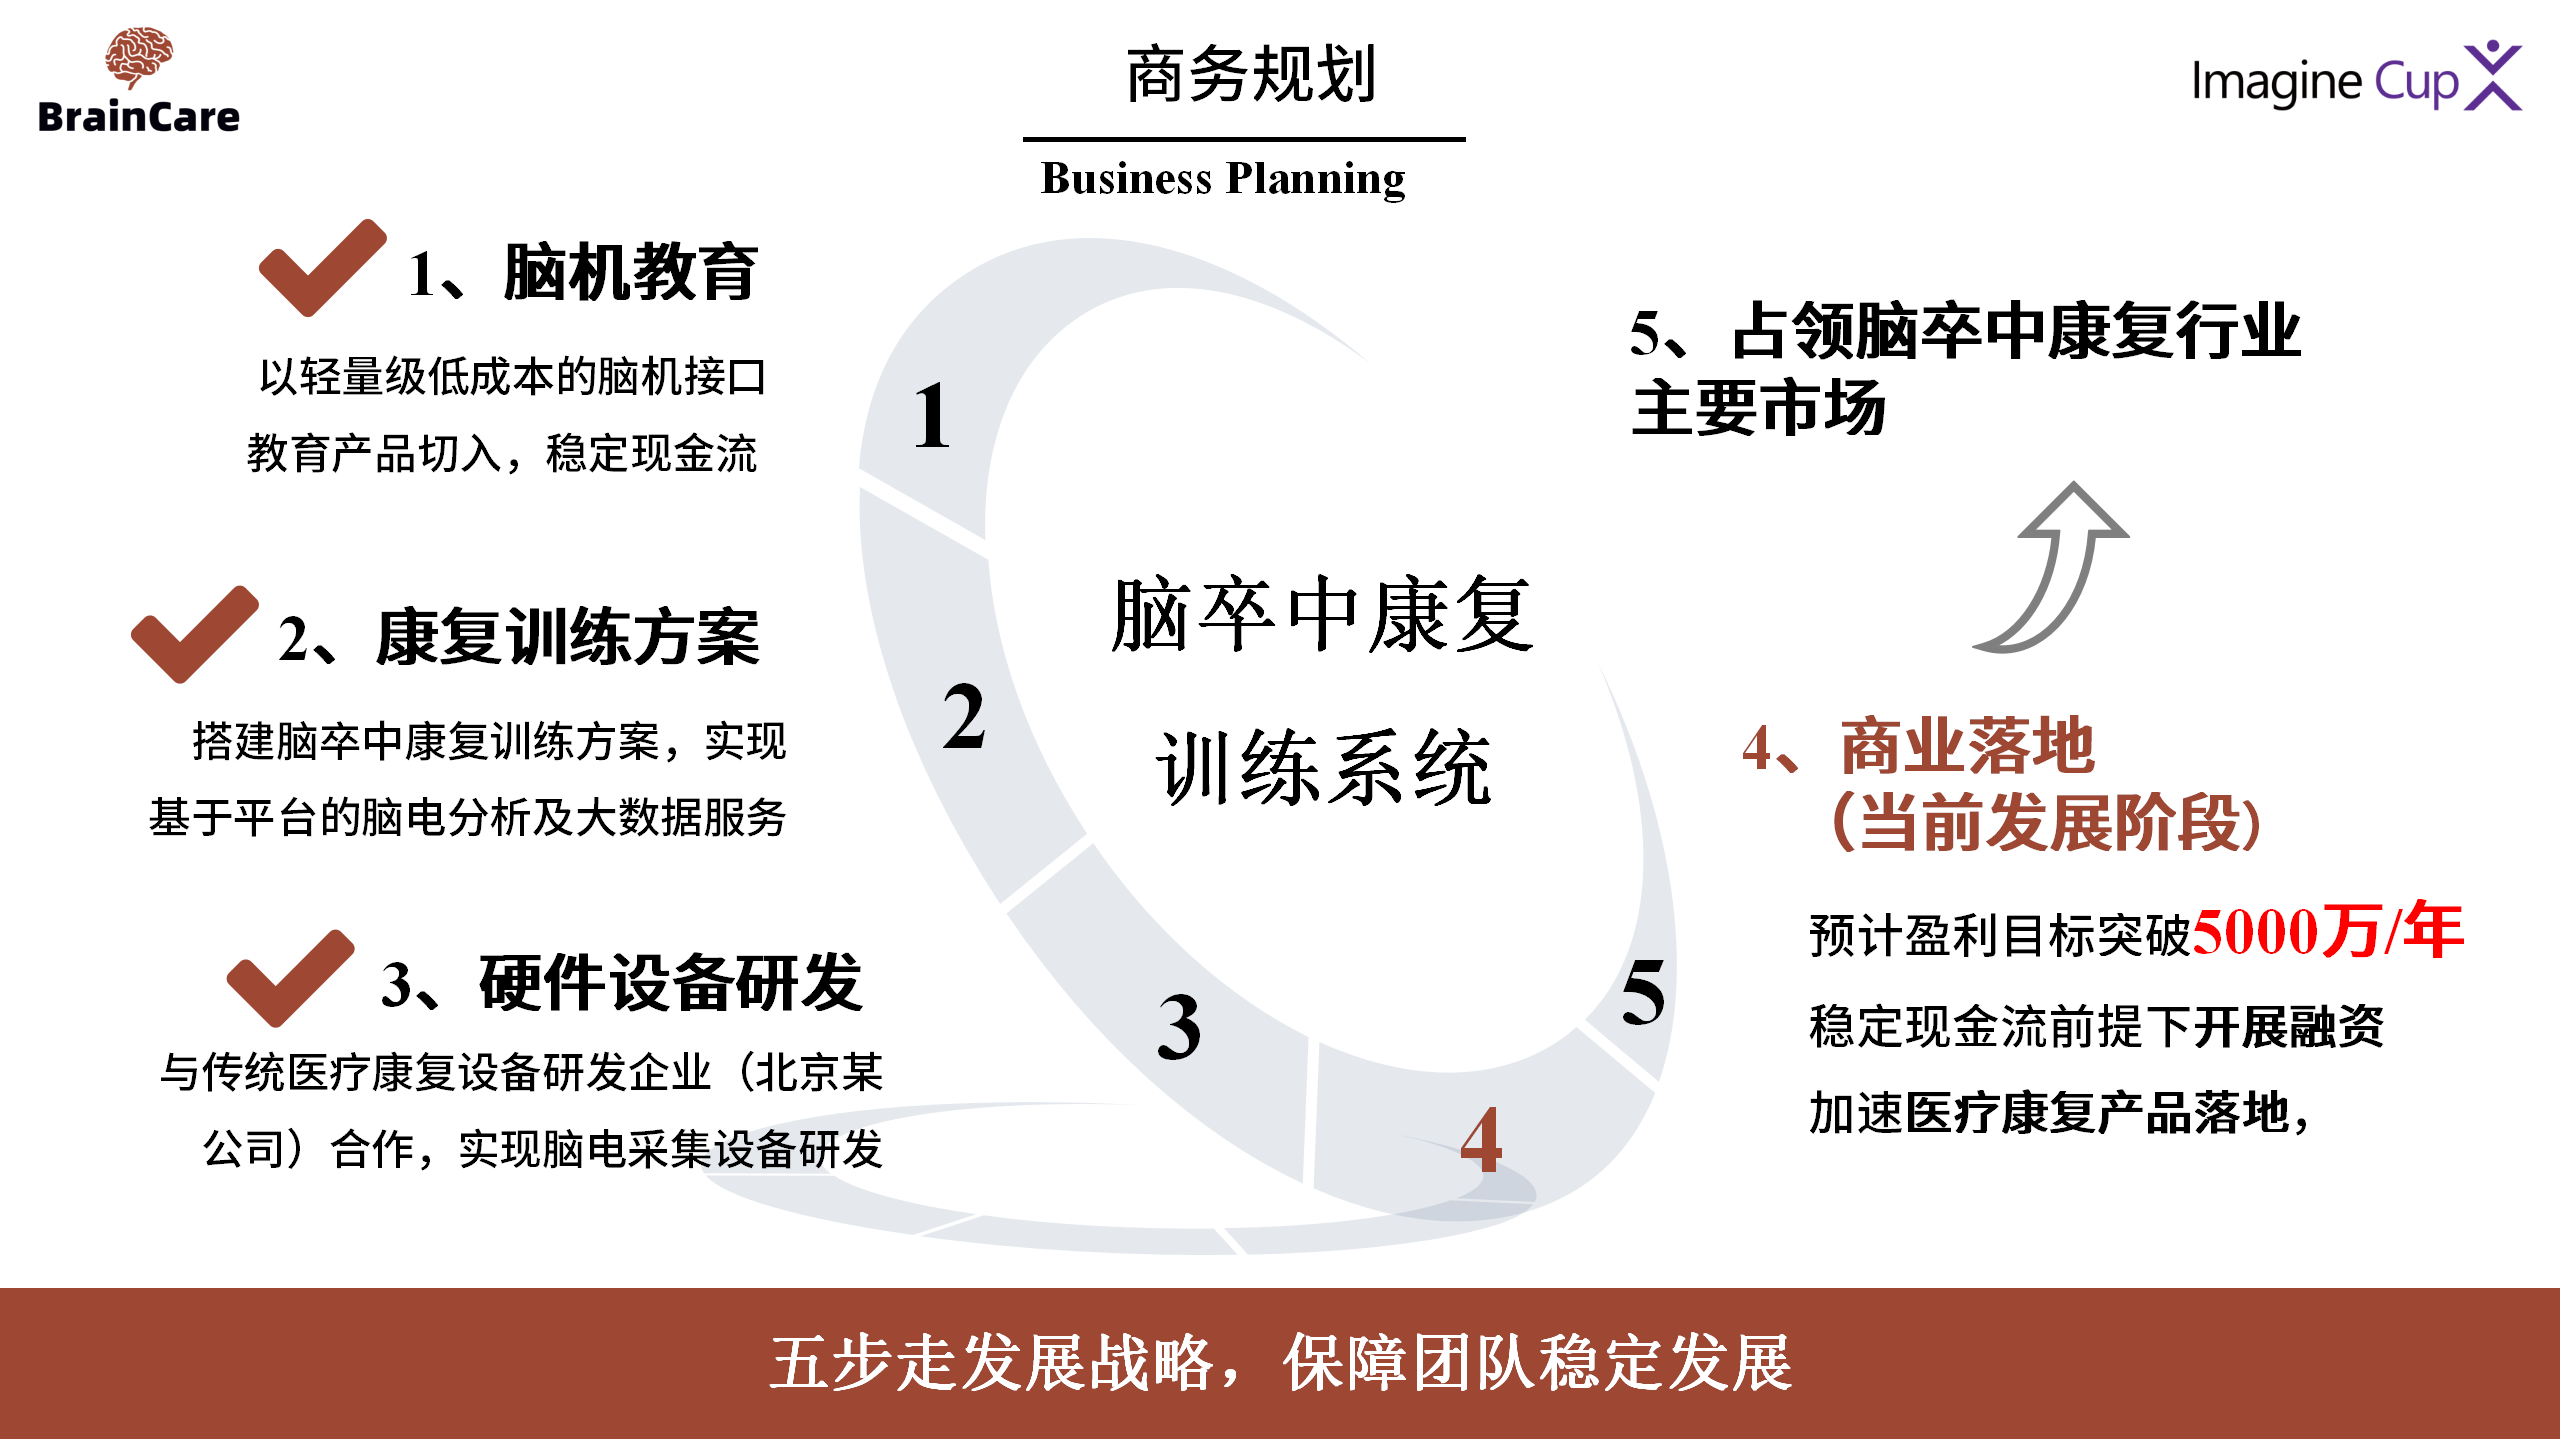 BrainCare
商务规划
Business Planning
Imagine Cup
1、脑机教育
以轻量级低成本的脑机接口
教育产品切入，稳定现金流
2、康复训练方案
搭建脑卒中康复训练方案，实现
基于平台的脑电分析及大数据服务
3、硬件设备研发
与传统医疗康复设备研发企业（北京某
公司）合作，实现脑电采集设备研发
1
2
3
4
5
脑卒中康复
训练系统
5、占领脑卒中康复行业
主要市场
4、商业落地
（当前发展阶段）
预计盈利目标突破5000万/年
稳定现金流前提下开展融资
加速医疗康复产品落地，
五步走发展战略，保障团队稳定发展